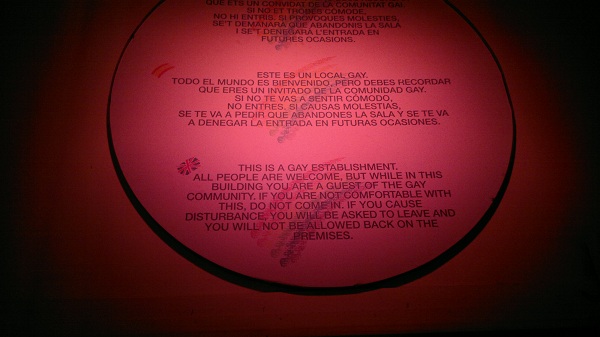 QUE ETS UN CONVIDAT DE LA COMUNITAT GAI.
SI NO ET TROBES CÒMODE,
NO HI ENTRIS. SI PROVOQUES MOLÈSTIES,
SE'T DEMANARÀ QUE ABANDONIS LA SALA
I SE'T DENEGARÀ L'ENTRADA EN
FUTURES OCASIONS.
ESTE ES UN LOCAL GAY.
TODO EL MUNDO ES BIENVENIDO, PERO DEBES RECORDAR
QUE ERES UN INVITADO DE LA COMUNIDAD GAY.
SI NO TE VAS A SENTIR CÓMODO,
NO ENTRES. SI CAUSAS MOLESTIAS,
SE TE VA A PEDIR QUE ABANDONES LA SALA Y SE TE VA
A DENEGAR LA ENTRADA EN FUTURAS OCASIONES.
THIS IS A GAY ESTABLISHMENT.
ALL PEOPLE ARE WELCOME, BUT WHILE IN THIS
BUILDING YOU ARE A GUEST OF THE GAY
COMMUNITY. IF YOU ARE NOT COMFORTABLE WITH
THIS, DO NOT COME IN. IF YOU CAUSE
DISTURBANCE, YOU WILL BE ASKED TO LEAVE AND
YOU WILL NOT BE ALLOWED BACK ON THE
PREMISES.